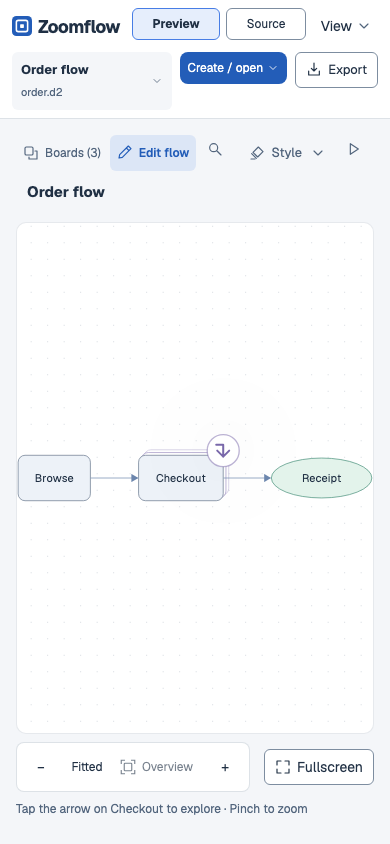 Zoomflow
Preview
Source
View
Order flow
order.d2
Create / open
Export
Boards (3)
Edit flow
Style
Order flow
Browse
Checkout
Receipt
− Fitted Overview +
Fullscreen
Tap the arrow on Checkout to explore · Pinch to zoom